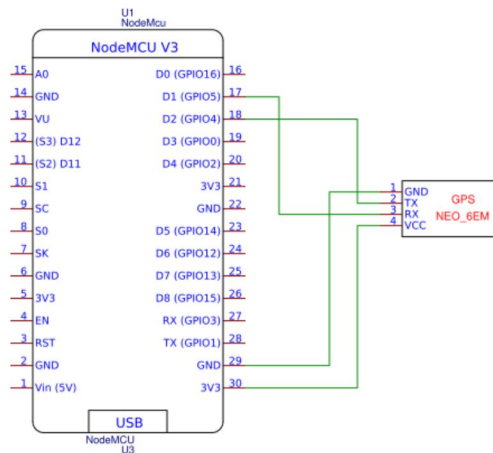 U1
NodeMcu
NodeMCU V3
15 A0
14 GND
13 VU
12 (S3) D12
11 (S2) D11
10 S1
9 SC
8 S0
7 SK
6 GND
5 3V3
4 EN
3 RST
2 GND
1 Vin (5V)
D0 (GPIO16) 16
D1 (GPIO5) 17
D2 (GPIO4) 18
D3 (GPIO0) 19
D4 (GPIO2) 20
3V3 21
GND 22
D5 (GPIO14) 23
D6 (GPIO12) 24
D7 (GPIO13) 25
D8 (GPIO15) 26
RX (GPIO3) 27
TX (GPIO1) 28
GND 29
3V3 30
USB
NodeMCU
U3
1 GND
2 TX
3 RX
4 VCC
GPS
NEO_6EM